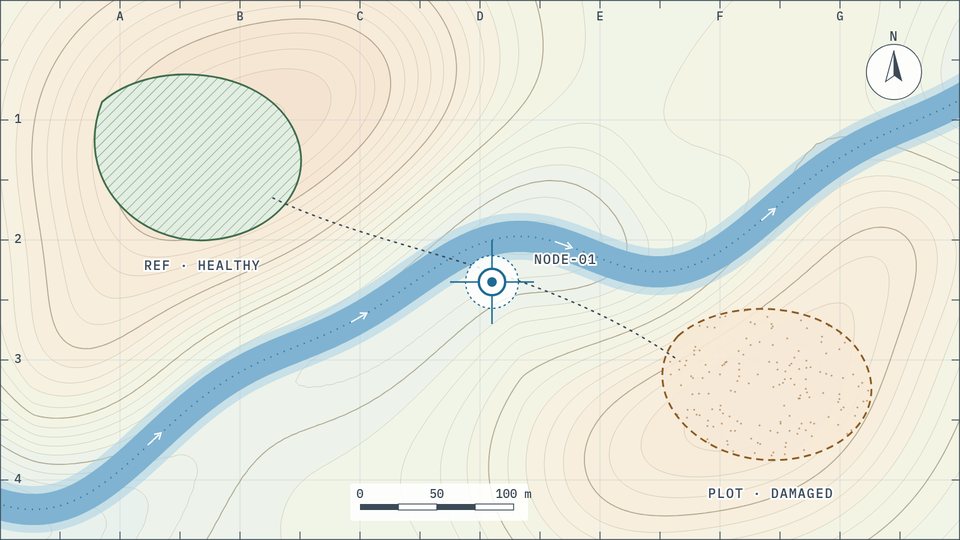 A B C D E F G
N
1
2
REF · HEALTHY
NODE-01
3
4
0 50 100 m
PLOT · DAMAGED